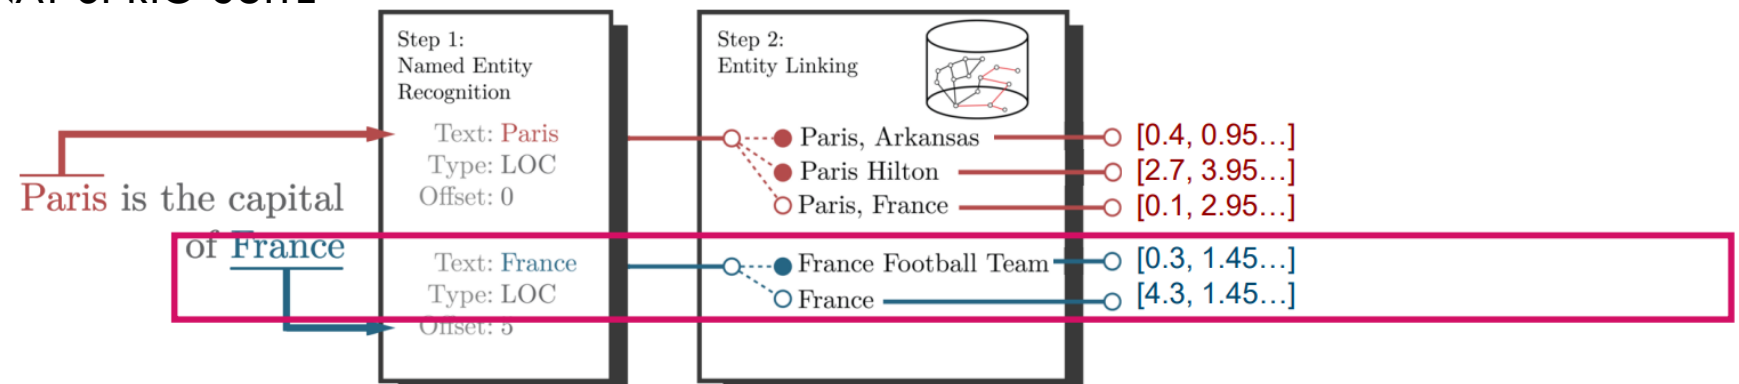 Step 1:
Named Entity
Recognition
Text: Paris
Type: LOC
Offset: 0
Paris is the capital
of France
Text: France
Type: LOC
Offset: 5
Step 2:
Entity Linking
Paris, Arkansas
Paris Hilton
Paris, France
France Football Team
France
[0.4, 0.95...]
[2.7, 3.95...]
[0.1, 2.95...]
[0.3, 1.45...]
[4.3, 1.45...]